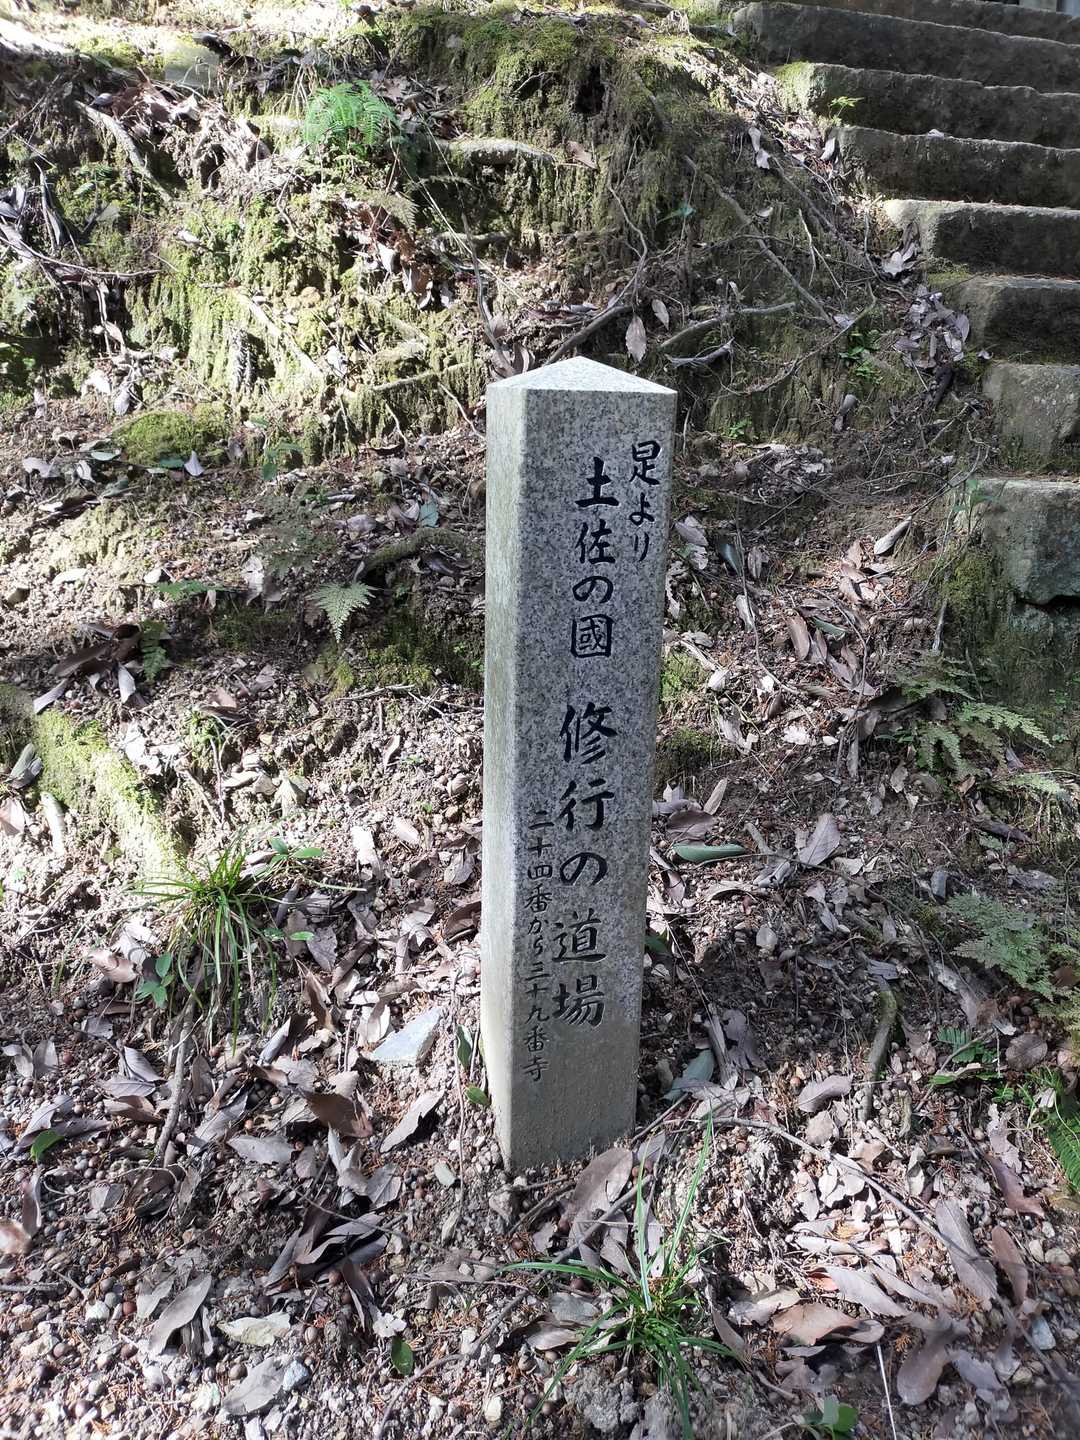 足より
土佐の國 修行の道場
二十四番から三十九番寺